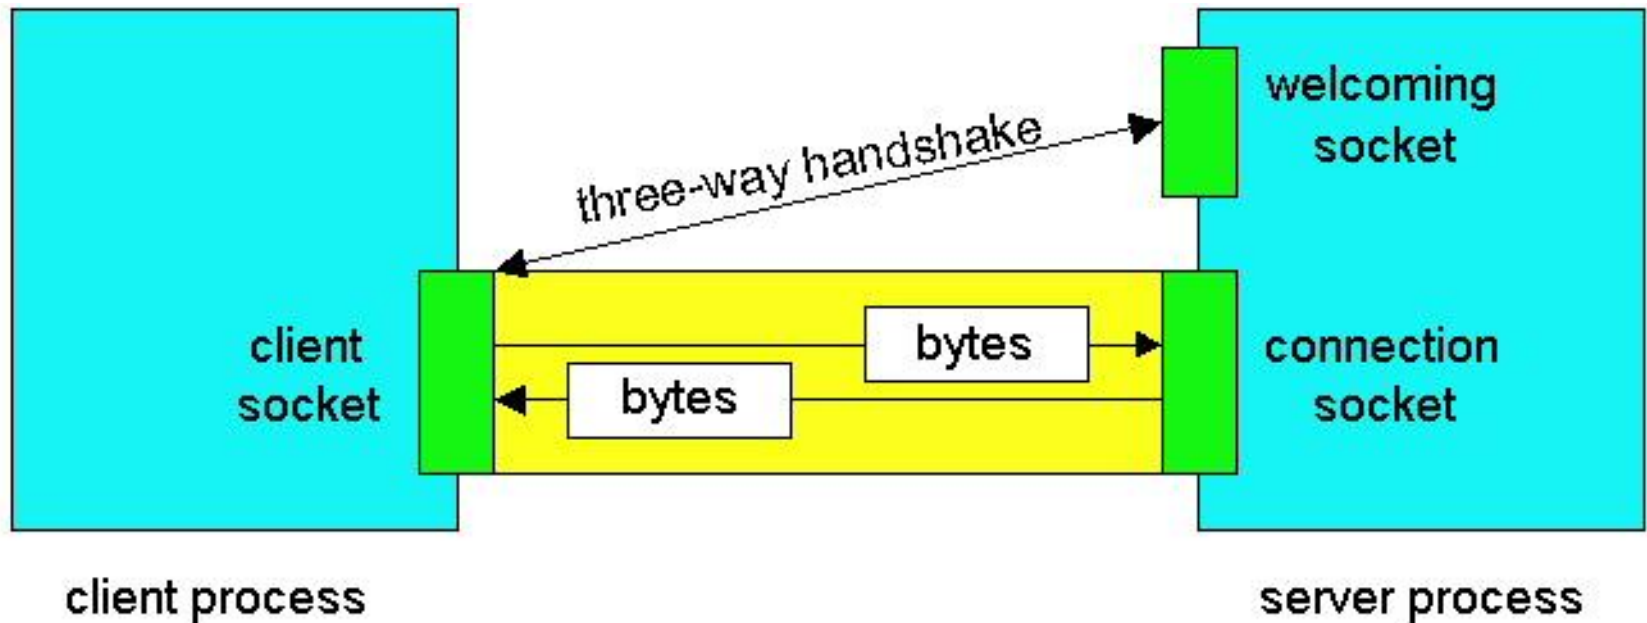 welcoming
socket
three-way handshake
client
socket
bytes
bytes
connection
socket
client process
server process